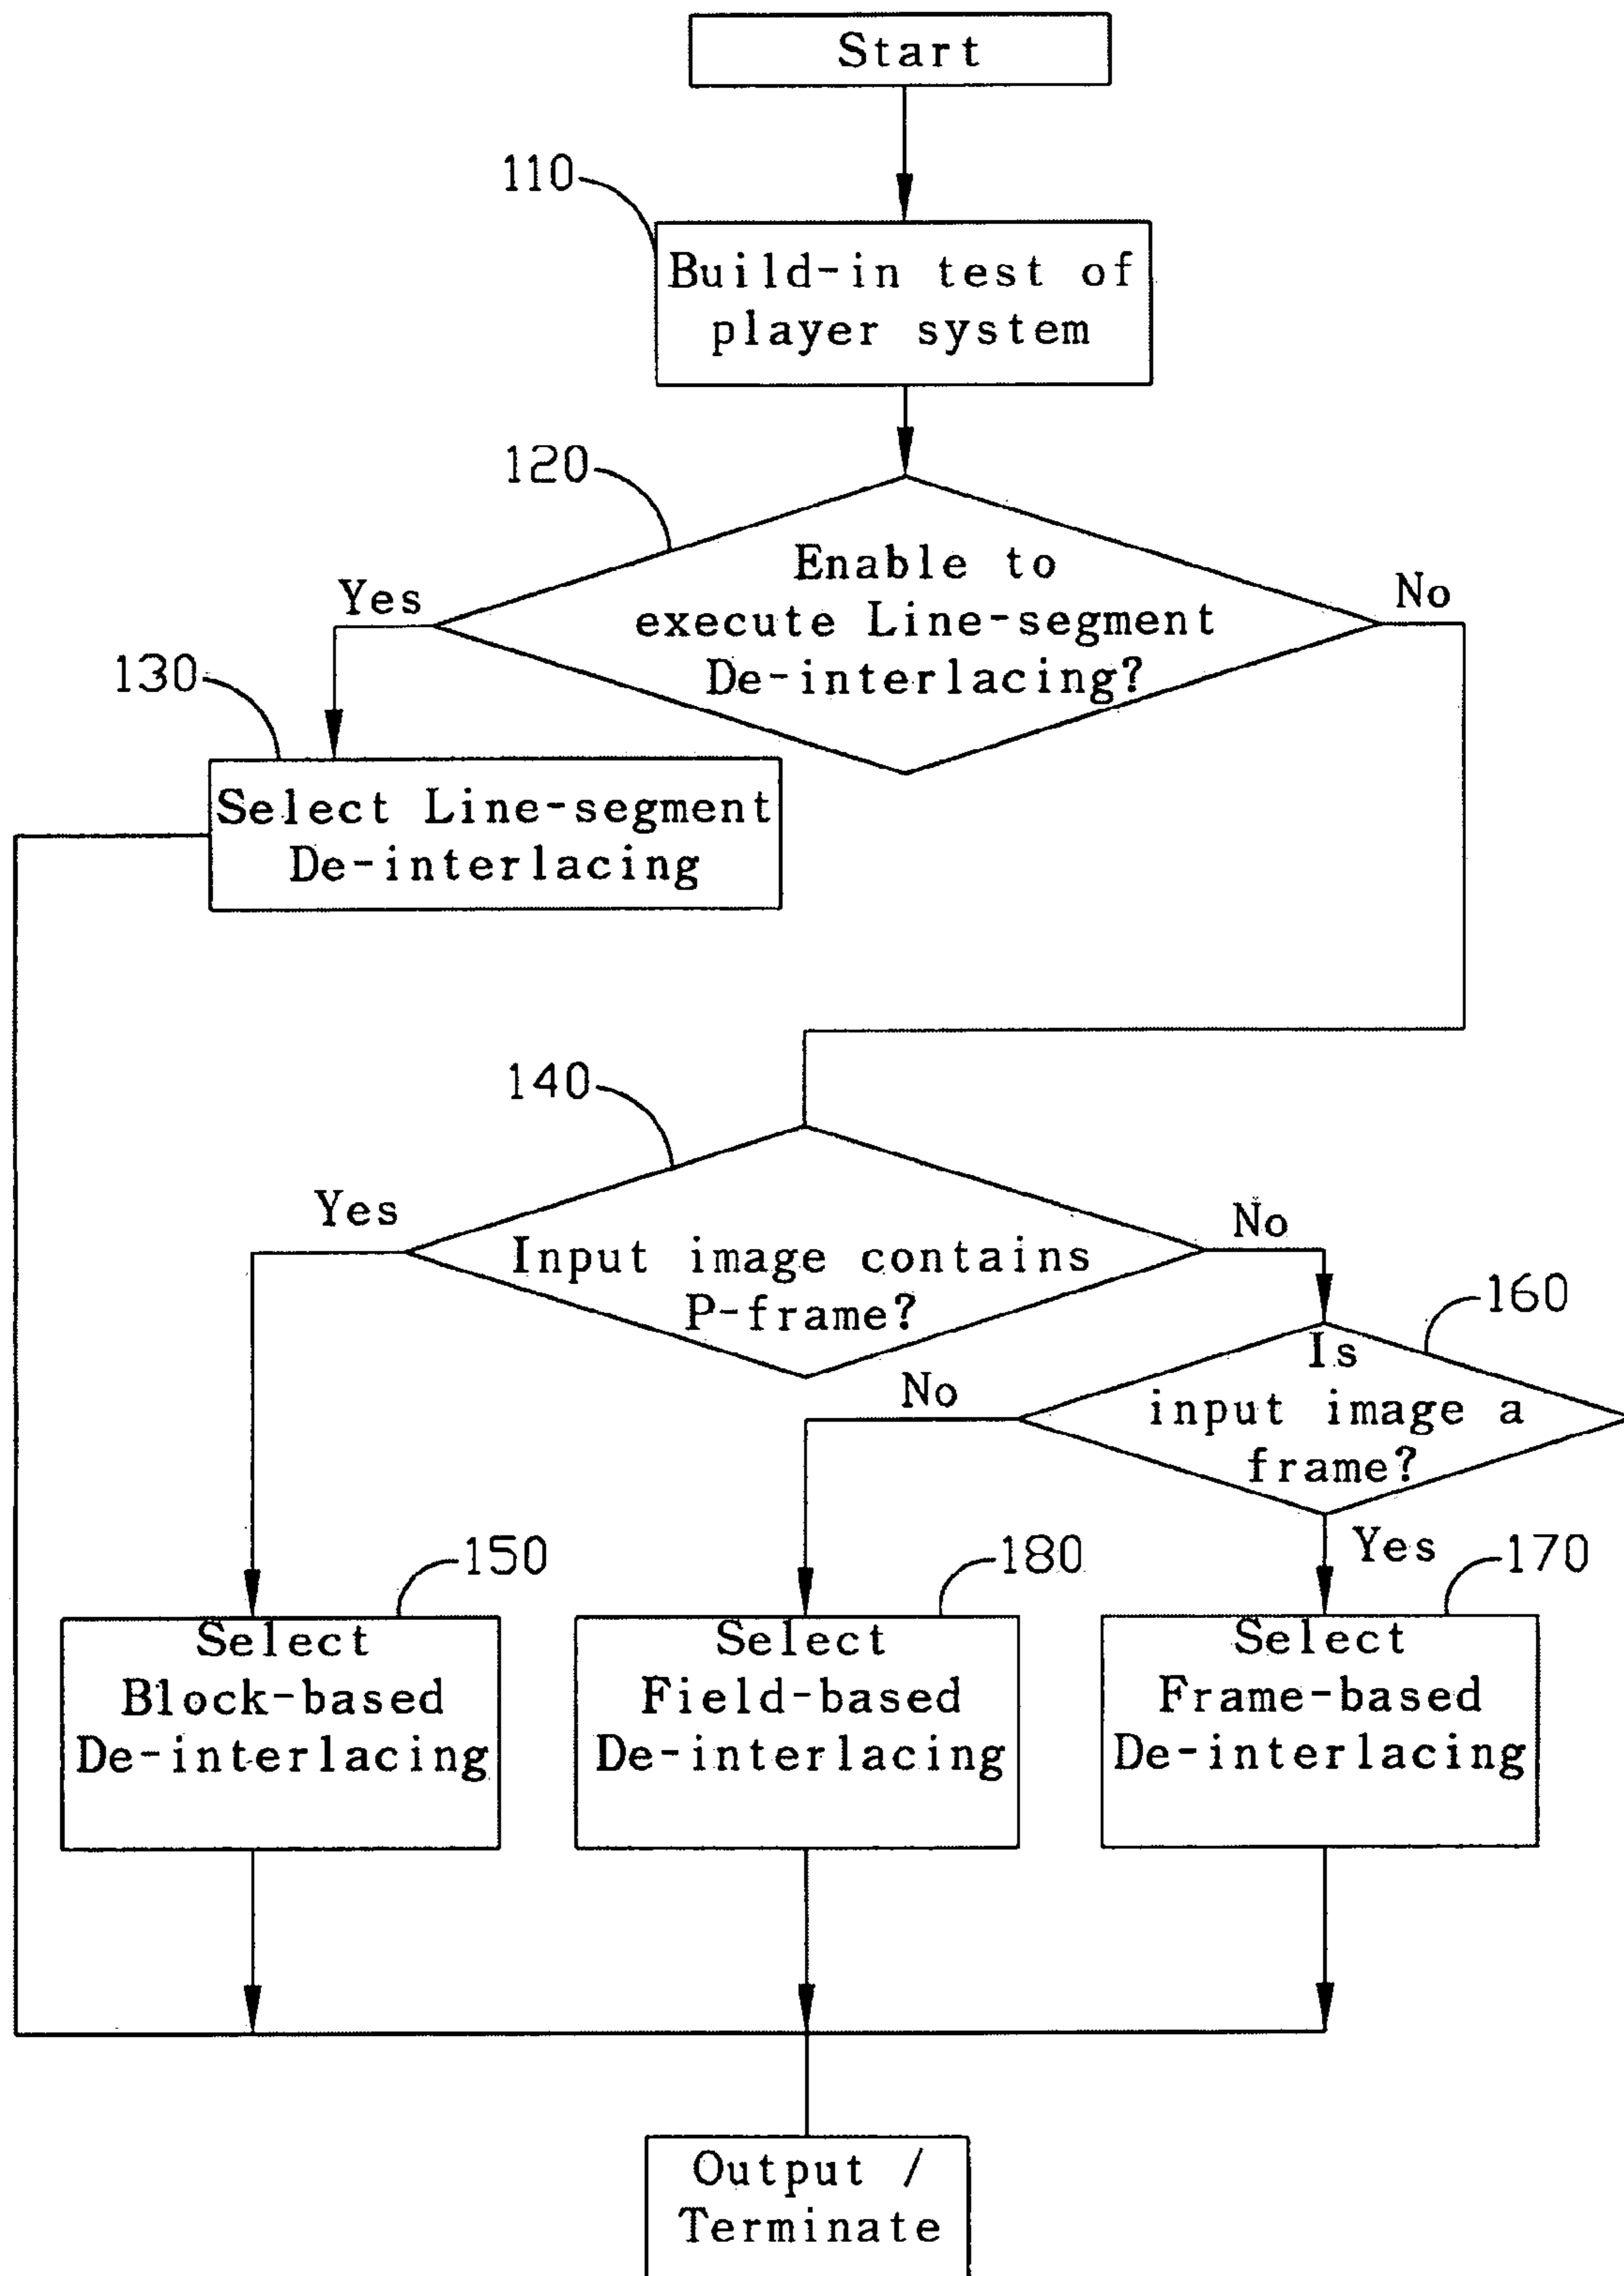 Start
110
Build-in test of
player system
120
Enable to
execute Line-segment
De-interlacing?
Yes
No
130
Select Line-segment
De-interlacing
140
Input image contains
P-frame?
Yes
No
160
Is
input image a
frame?
No
Yes
150
Select
Block-based
De-interlacing
180
Select
Field-based
De-interlacing
170
Select
Frame-based
De-interlacing
Output /
Terminate